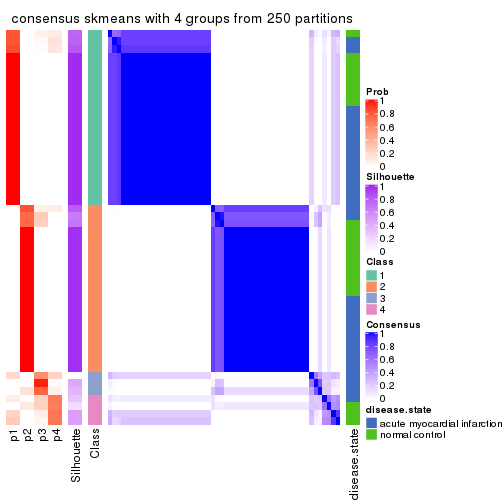 consensus skmeans with 4 groups from 250 partitions
Prob
1
0.8
0.6
0.4
0.2
0
Silhouette
1
0.8
0.6
0.4
0.2
0
Class
1
2
3
4
Consensus
1
0.8
0.6
0.4
0.2
0
disease.state
acute myocardial infarction
normal control
p1
p2
p3
p4
Silhouette
Class
disease.state